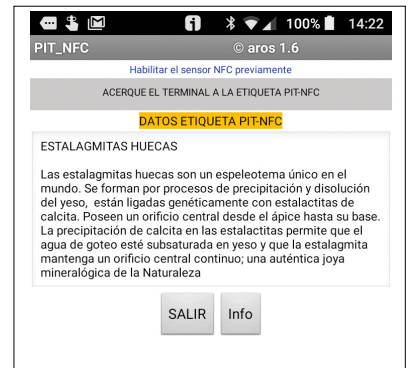 100% 14:22
PIT_NFC © aros 1.6
Habilitar el sensor NFC previamente
ACERQUE EL TERMINAL A LA ETIQUETA PIT-NFC
DATOS ETIQUETA PIT-NFC
ESTALAGMITAS HUECAS
Las estalagmitas huecas son un espeleotema único en el
mundo. Se forman por procesos de precipitación y disolución
del yeso,  están ligadas genéticamente con estalactitas de
calcita. Poseen un orificio central desde el ápice hasta su base.
La precipitación de calcita en las estalactitas permite que el
agua de goteo esté subsaturada en yeso y que la estalagmita
mantenga un orificio central continuo; una auténtica joya
mineralógica de la Naturaleza
SALIR Info